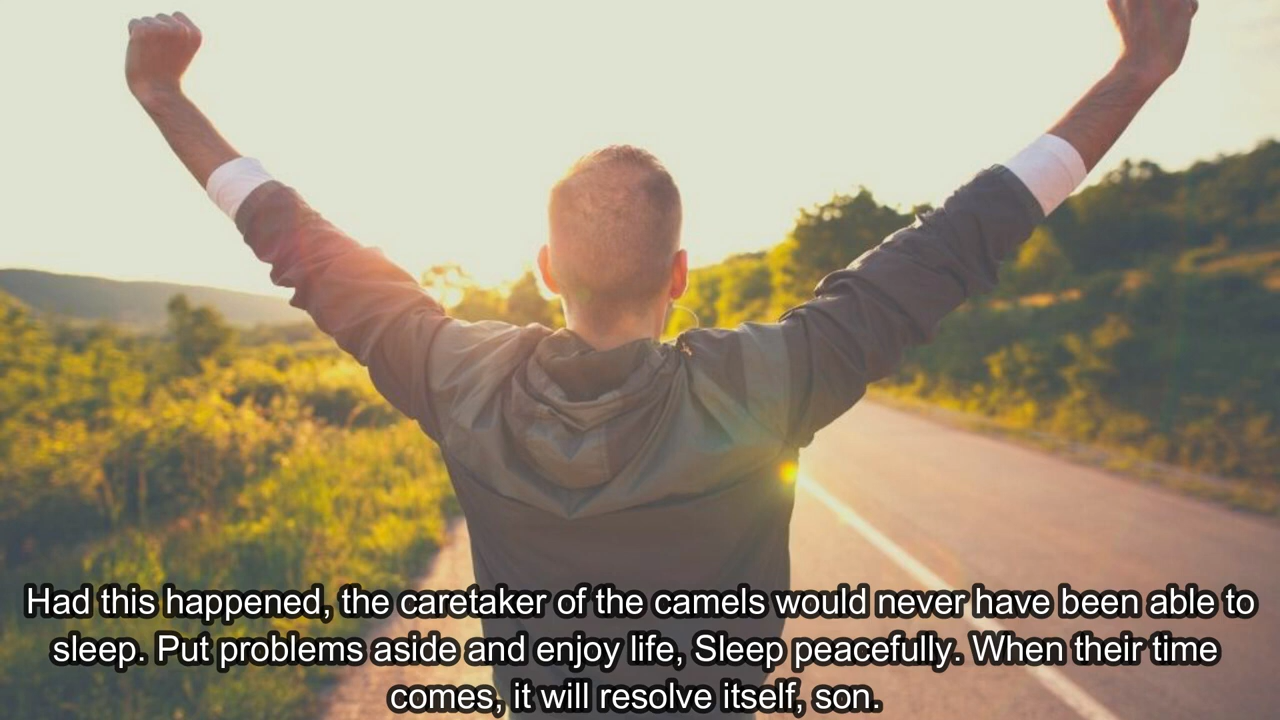 Had this happened, the caretaker of the camels would never have been able to
sleep. Put problems aside and enjoy life, Sleep peacefully. When their time
comes, it will resolve itself, son.